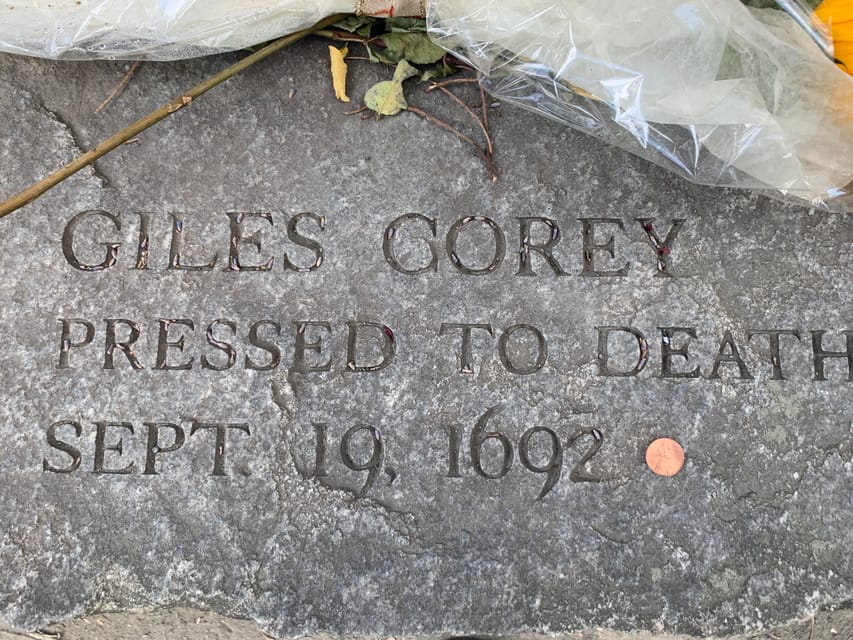 GILES COREY
PRESSED TO DEATH
SEPT. 19, 1692